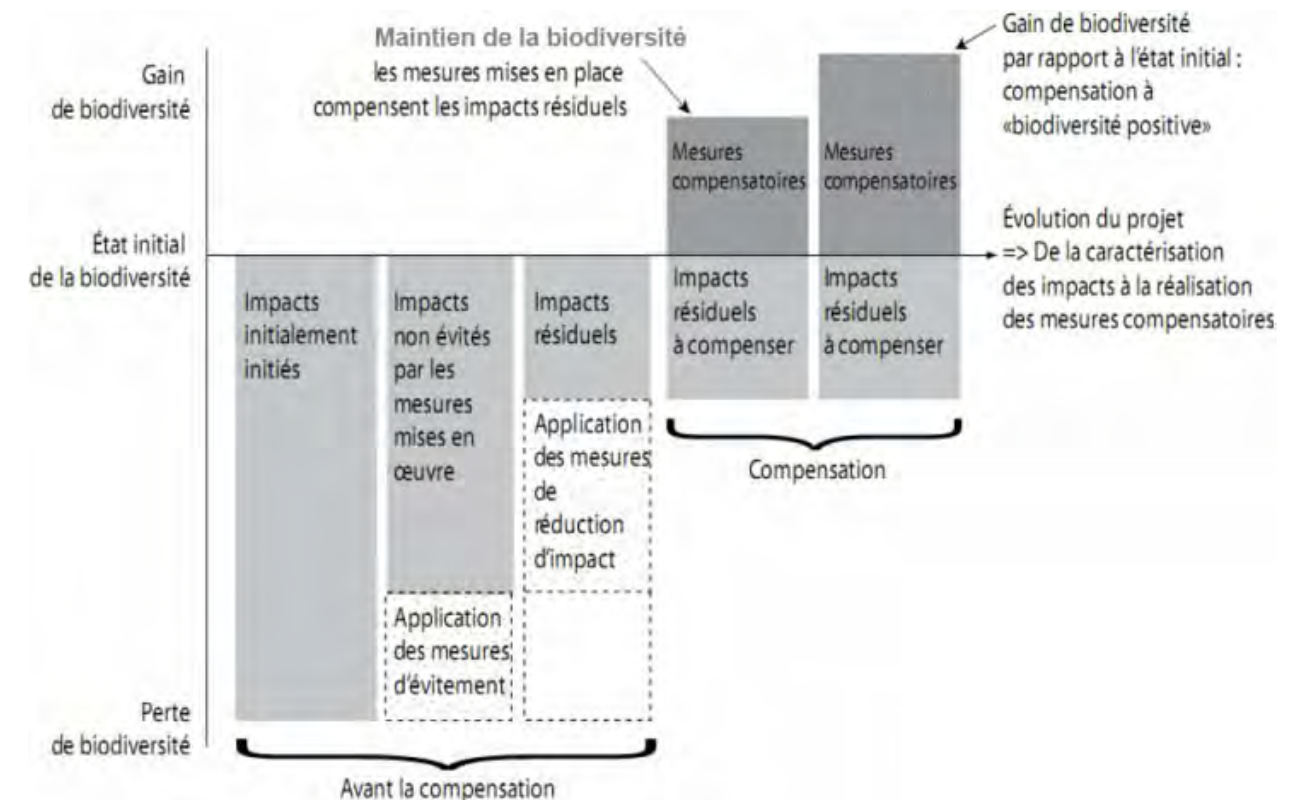 Maintien de la biodiversité
les mesures mises en place
compensent les impacts résiduels
Gain de biodiversité
par rapport à l'état initial :
compensation à
«biodiversité positive»
Gain
de biodiversité
Mesures
compensatoires
Mesures
compensatoires
État initial
de la biodiversité
Évolution du projet
=> De la caractérisation
des impacts à la réalisation
des mesures compensatoires
Impacts
initialement
initiés
Impacts
non évités
par les
mesures
mises en
œuvre
Impacts
résiduels
Impacts
résiduels
à compenser
Impacts
résiduels
à compenser
Application
des mesures
de
réduction
d'impact
Compensation
Application
des mesures
d'évitement
Perte
de biodiversité
Avant la compensation